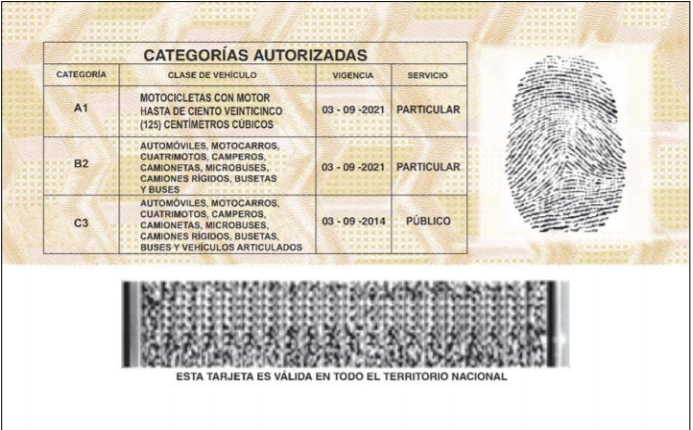 CATEGORÍAS AUTORIZADAS
CATEGORÍA CLASE DE VEHÍCULO VIGENCIA SERVICIO
A1
MOTOCICLETAS CON MOTOR
HASTA DE CIENTO VEINTICINCO
(125) CENTÍMETROS CÚBICOS
03 - 09 -2021 PARTICULAR
B2
AUTOMÓVILES, MOTOCARROS,
CUATRIMOTOS, CAMPEROS,
CAMIONETAS, MICROBUSES,
CAMIONES RÍGIDOS, BUSETAS
Y BUSES
03 - 09 -2021 PARTICULAR
C3
AUTOMÓVILES, MOTOCARROS,
CUATRIMOTOS, CAMPEROS,
CAMIONETAS, MICROBUSES,
CAMIONES RÍGIDOS, BUSETAS,
BUSES Y VEHÍCULOS ARTICULADOS
03 - 09 -2014 PÚBLICO
ESTA TARJETA ES VÁLIDA EN TODO EL TERRITORIO NACIONAL